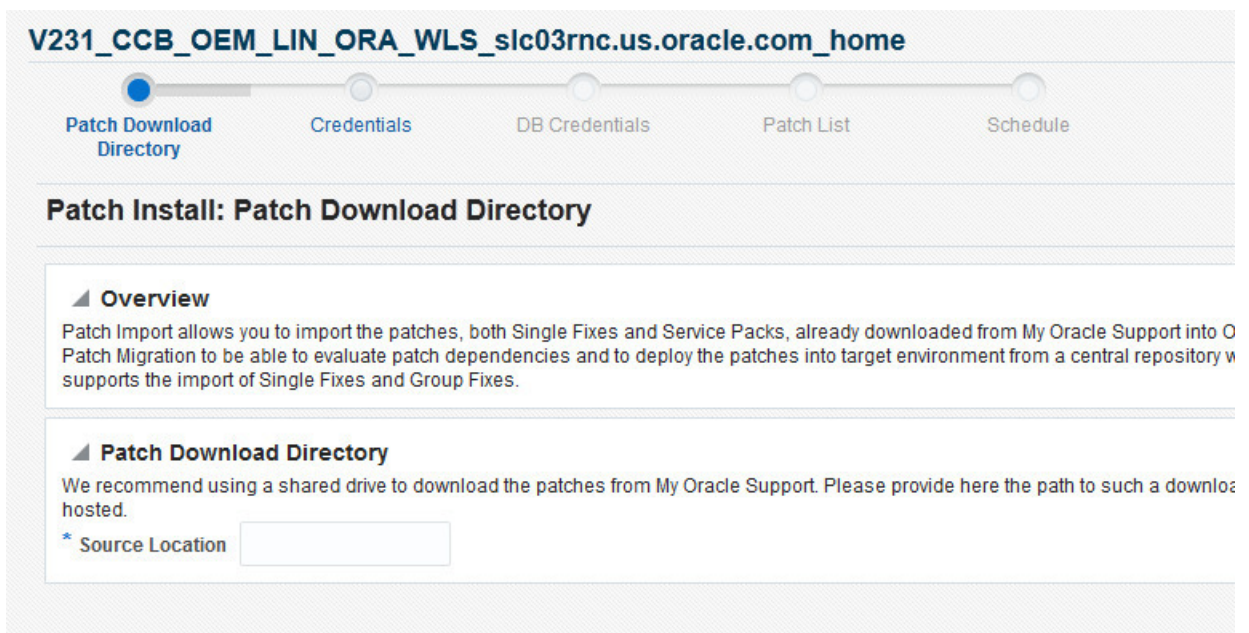 V231_CCB_OEM_LIN_ORA_WLS_slc03rnc.us.oracle.com_home
Patch Download Directory
Credentials
DB Credentials
Patch List
Schedule
Patch Install: Patch Download Directory
Overview
Patch Import allows you to import the patches, both Single Fixes and Service Packs, already downloaded from My Oracle Support into O
Patch Migration to be able to evaluate patch dependencies and to deploy the patches into target environment from a central repository w
supports the import of Single Fixes and Group Fixes.
Patch Download Directory
We recommend using a shared drive to download the patches from My Oracle Support. Please provide here the path to such a downloa
hosted.
* Source Location